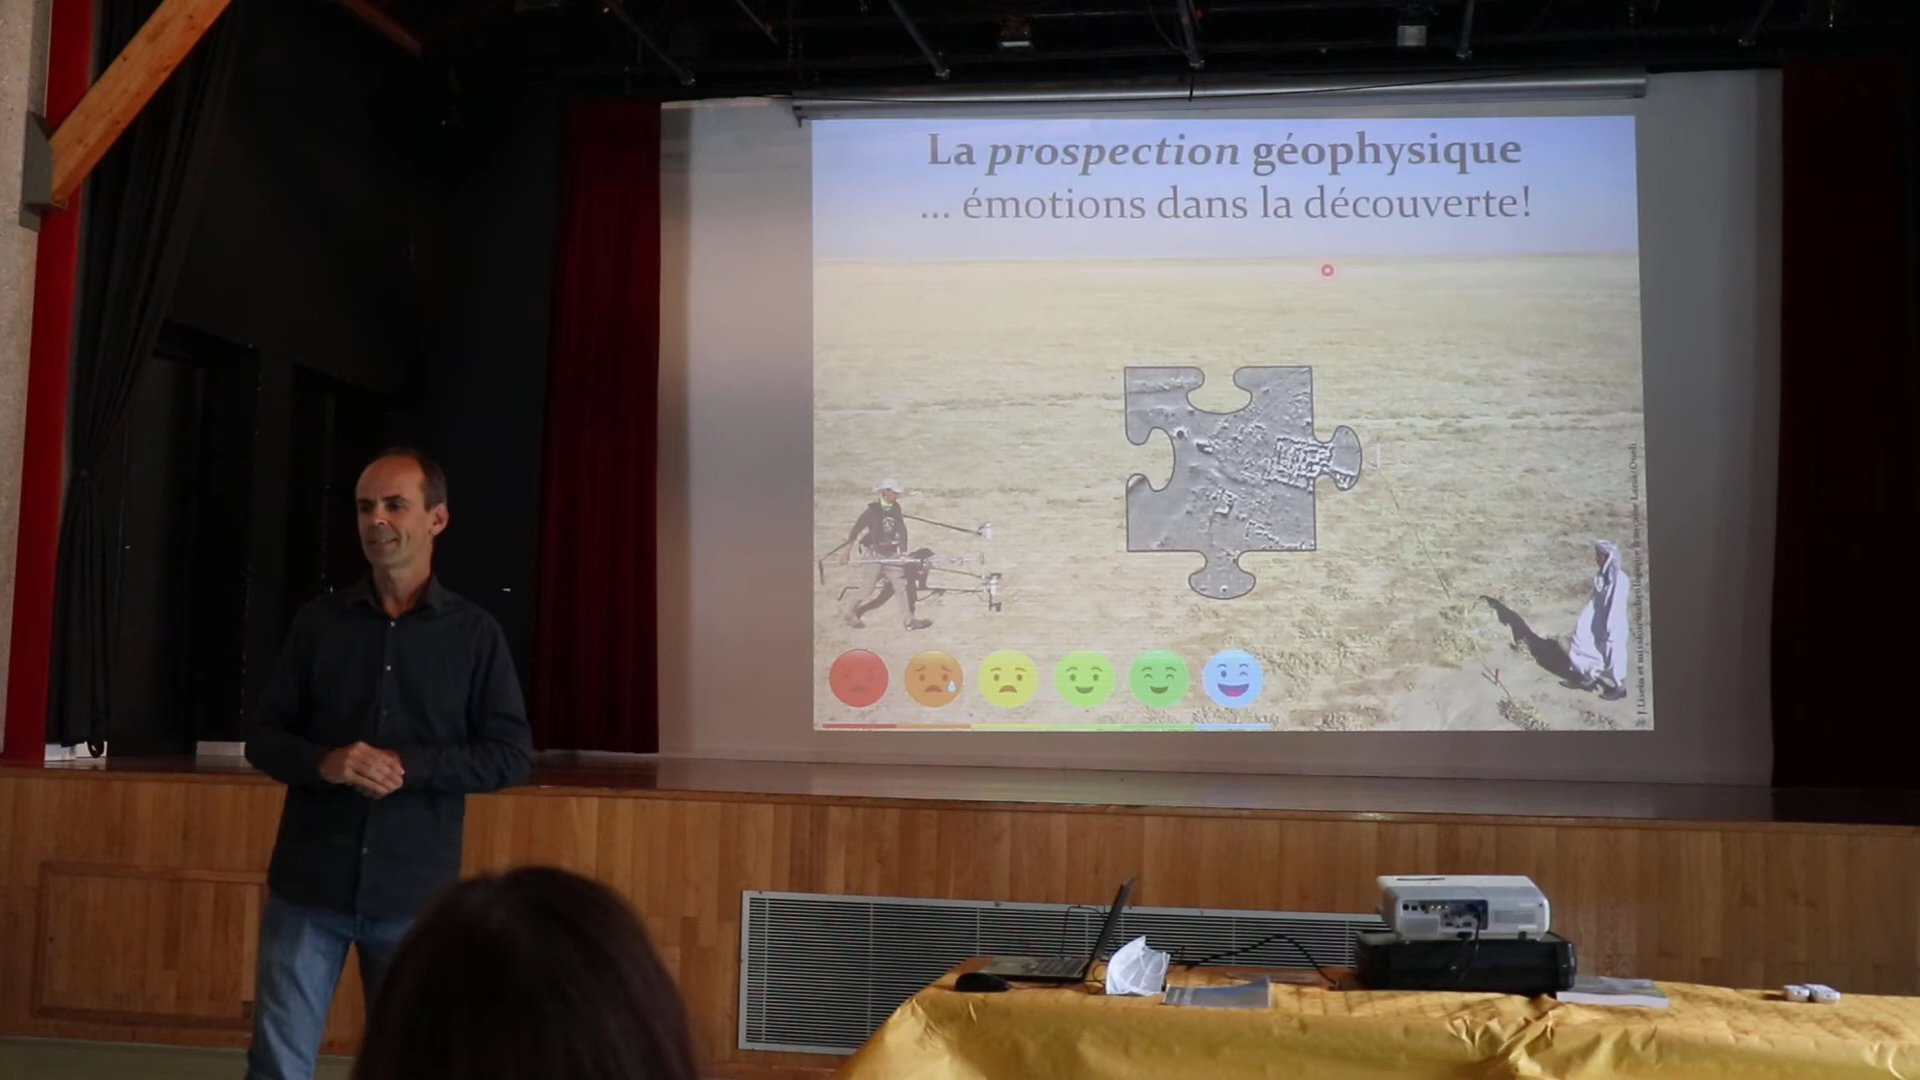 La prospection géophysique
... émotions dans la découverte!